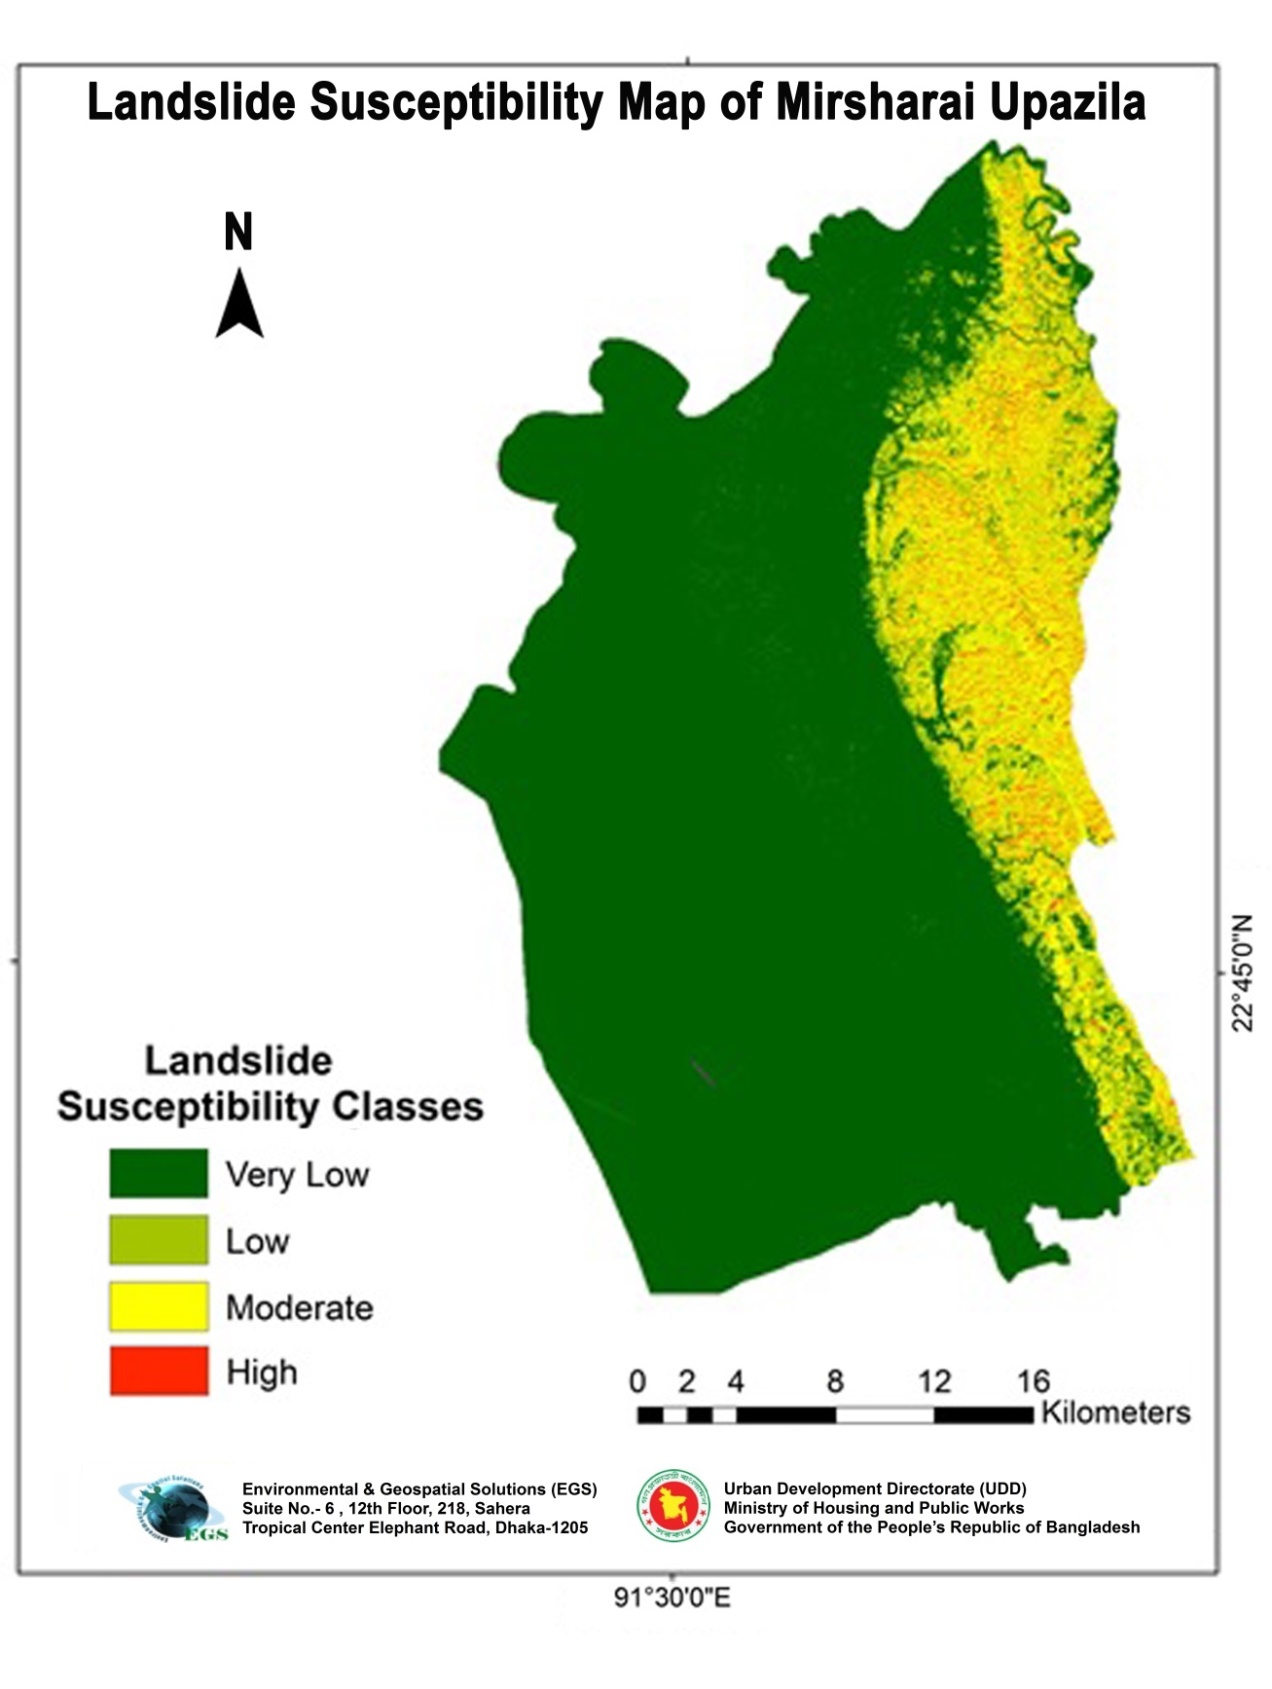 Landslide Susceptibility Map of Mirsharai Upazila
N
22°45'0"N
Landslide
Susceptibility Classes
Very Low
Low
Moderate
High
0 2 4 8 12 16
Kilometers
Environmental & Geospatial Solutions (EGS)
Suite No.- 6 , 12th Floor, 218, Sahera
Tropical Center Elephant Road, Dhaka-1205
EGS
Urban Development Directorate (UDD)
Ministry of Housing and Public Works
Government of the People's Republic of Bangladesh
91°30'0"E